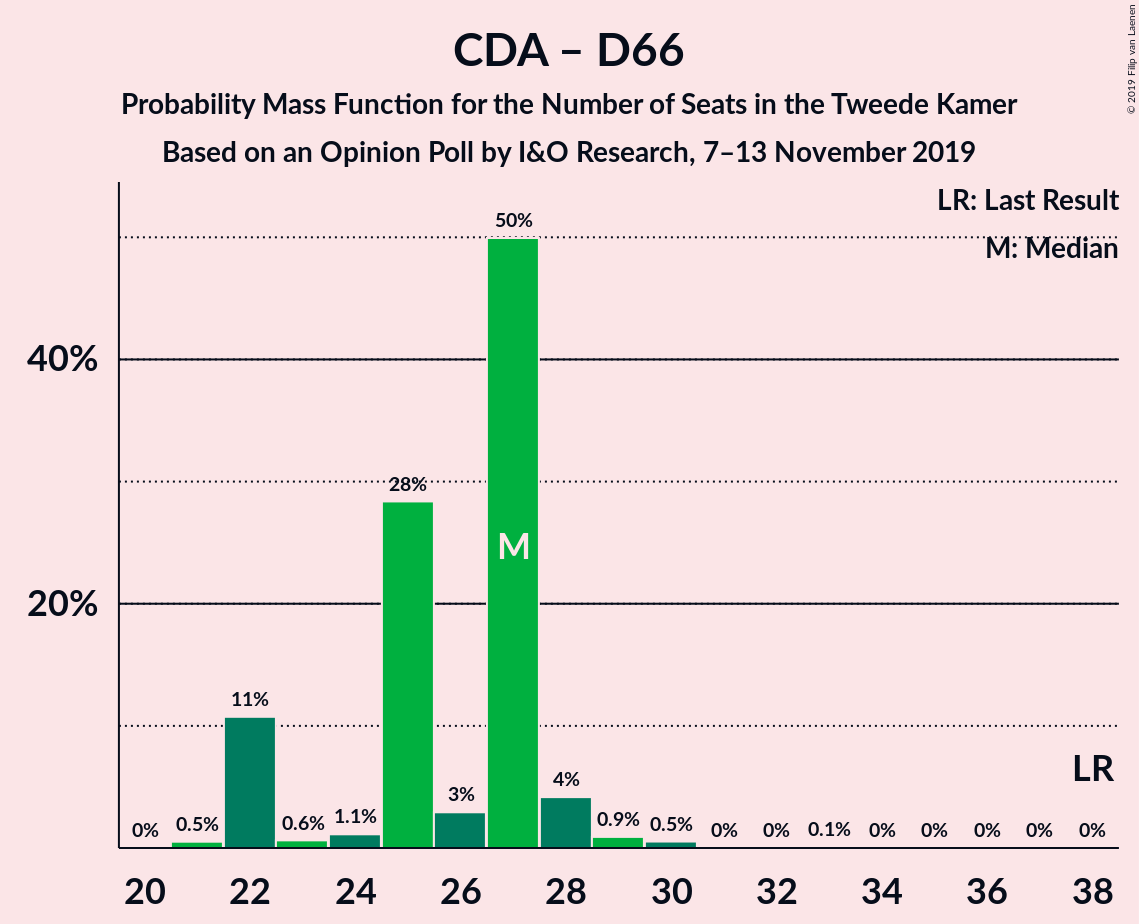 CDA – D66
Probability Mass Function for the Number of Seats in the Tweede Kamer
Based on an Opinion Poll by I&O Research, 7–13 November 2019
© 2019 Filip van Laenen
LR: Last Result
M: Median
50%
40%
28%
M
20%
11%
LR
4%
3%
0% 0.5% 0.6% 1.1% 0.9% 0.5% 0% 0% 0.1% 0% 0% 0% 0% 0%
20 22 24 26 28 30 32 34 36 38